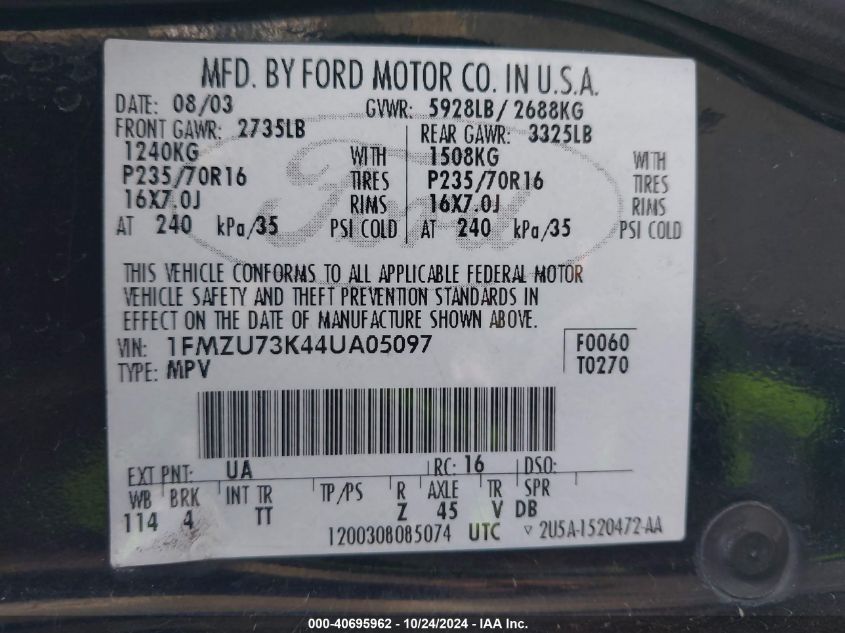 MFD. BY FORD MOTOR CO. IN U.S.A.
DATE: 08/03 GVWR: 5928LB/ 2688KG
FRONT GAWR: 2735LB REAR GAWR: 3325LB
1240KG WITH 1508KG WITH
P235/70R16 TIRES P235/70R16 TIRES
16X7.0J RIMS 16X7.0J RIMS
AT 240 kPa/35 PSI COLD AT 240 kPa/35 PSI COLD
Ford
THIS VEHICLE CONFORMS TO ALL APPLICABLE FEDERAL MOTOR
VEHICLE SAFETY AND THEFT PREVENTION STANDARDS IN
EFFECT ON THE DATE OF MANUFACTURE SHOWN ABOVE.
VIN: 1FMZU73K44UA05097 F0060
TYPE: MPV T0270
EXT PNT: UA RC: 16 DSO:
WB BRK INT TR TP/PS R AXLE TR SPR
114 4 TT Z 45 V DB
1200308085074 UTC ▽ 2U5A-1520472-AA
000-40695962 - 10/24/2024 - IAA Inc.